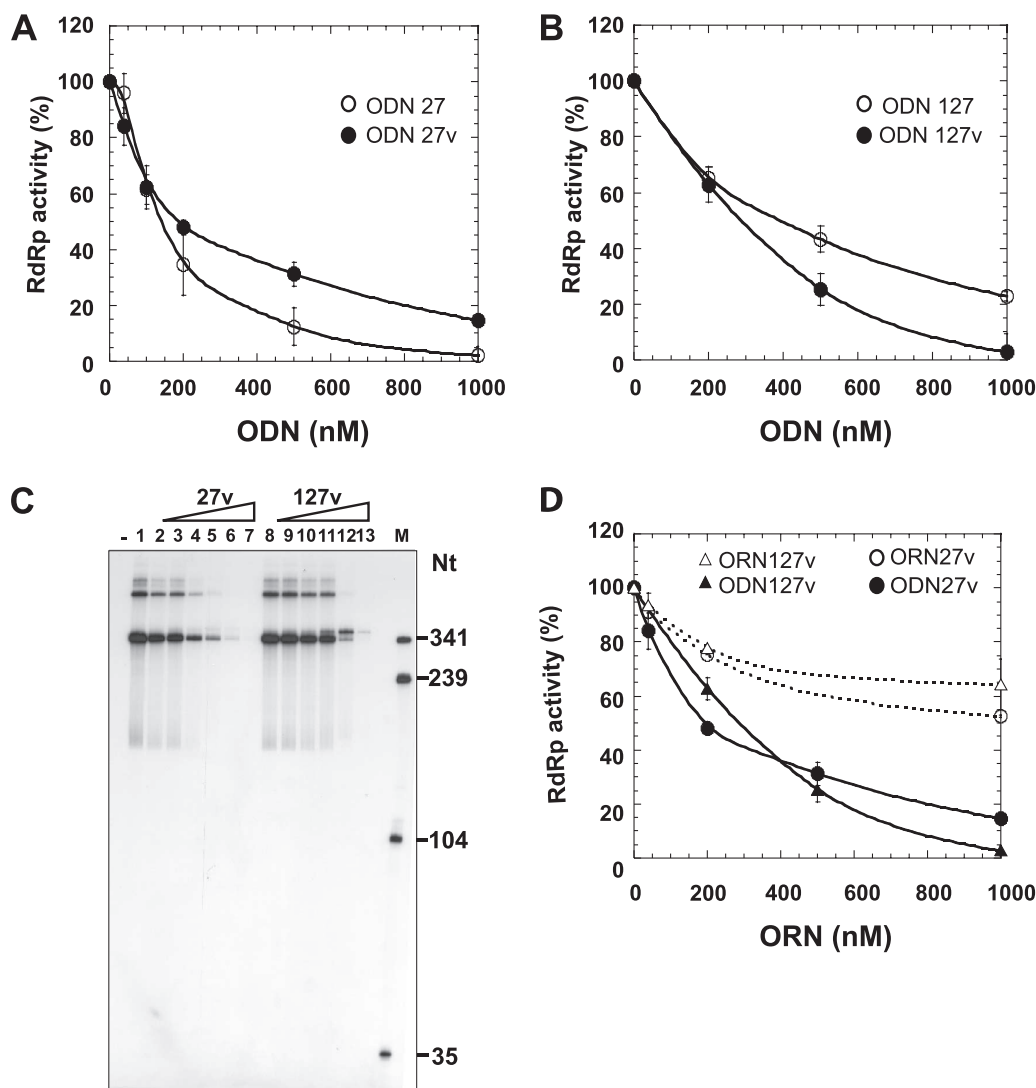 A
120
100
80
60
40
20
0
RdRp activity (%)
ODN 27
ODN 27v
0 200 400 600 800 1000
ODN (nM)
B
120
100
80
60
40
20
0
RdRp activity (%)
ODN 127
ODN 127v
0 200 400 600 800 1000
ODN (nM)
C
27v 127v
- 1 2 3 4 5 6 7 8 9 10 11 12 13 M Nt
341
239
104
35
D
120
100
80
60
40
20
0
RdRp activity (%)
ORN127v ORN27v
ODN127v ODN27v
0 200 400 600 800 1000
ORN (nM)